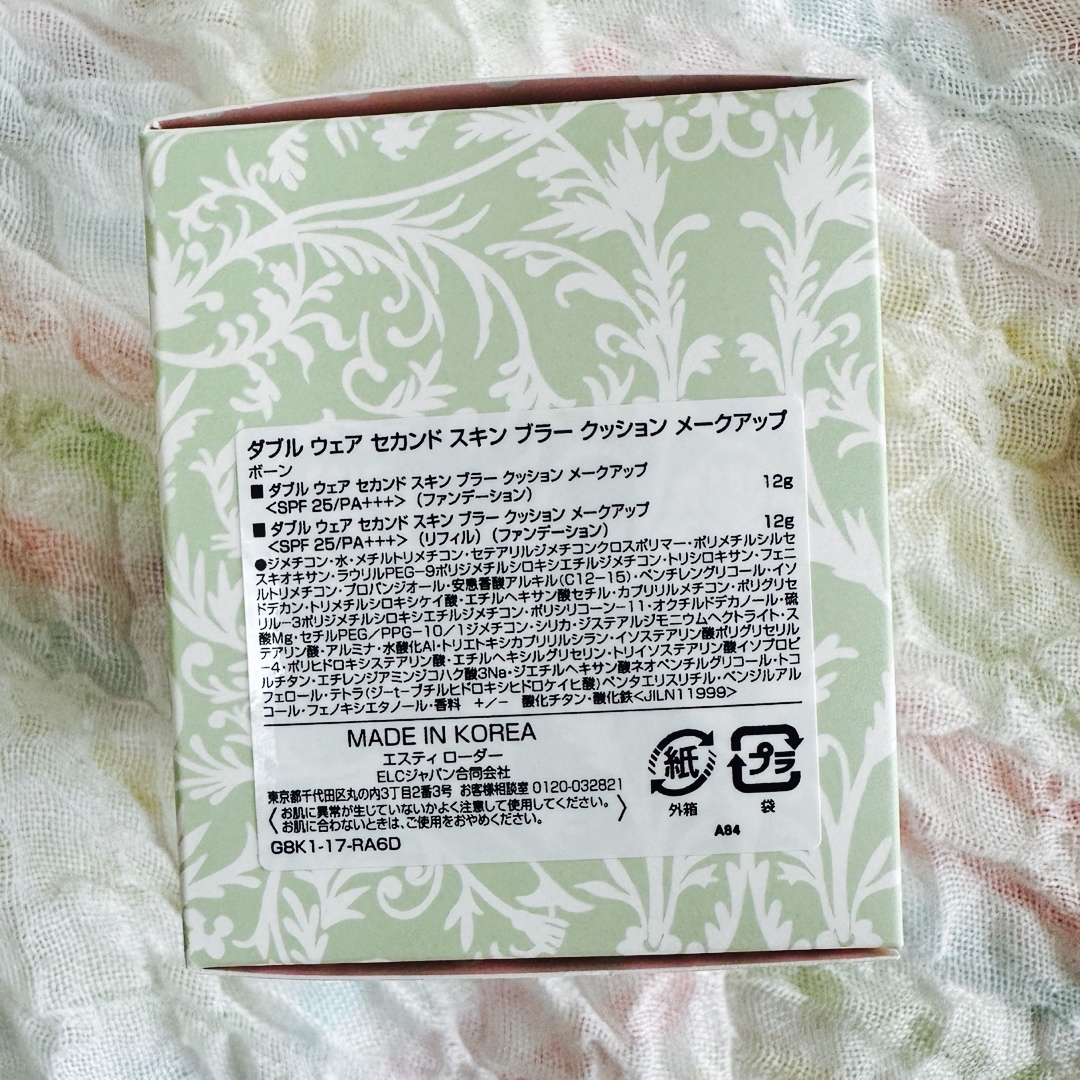 ダブル ウェア セカンド スキン ブラー クッション メークアップ
ボーン
■ ダブル ウェア セカンド スキン ブラー クッション メークアップ 12g
<SPF 25/PA+++>（ファンデーション）
■ ダブル ウェア セカンド スキン ブラー クッション メークアップ 12g
<SPF 25/PA+++>（リフィル）（ファンデーション）
●ジメチコン・水・メチルトリメチコン・セテアリルジメチコンクロスポリマー・ポリメチルシルセ
スキオキサン・ラウリルPEG-9ポリジメチルシロキシエチルジメチコン・トリシロキサン・フェニ
ルトリメチコン・プロパンジオール・安息香酸アルキル(C12-15)・ペンチレングリコール・イソ
ドデカン・トリメチルシロキシケイ酸・エチルヘキサン酸セチル・カプリリルメチコン・ポリグリセ
リル-3ポリジメチルシロキシエチルジメチコン・ポリシリコーン-11・オクチルドデカノール・硫
酸Mg・セチルPEG/PPG-10/1ジメチコン・シリカ・ジステアルジモニウムヘクトライト・ス
テアリン酸・アルミナ・水酸化Al・トリエトキシカプリリルシラン・イソステアリン酸ポリグリセリル
-4・ポリヒドロキシステアリン酸・エチルヘキシルグリセリン・トリイソステアリン酸イソプロピ
ルチタン・エチレンジアミンジコハク酸3Na・ジエチルヘキサン酸ネオペンチルグリコール・トコ
フェロール・テトラ(ジ-t-ブチルヒドロキシヒドロケイヒ酸)ペンタエリスリチル・ベンジルアル
コール・フェノキシエタノール・香料 +/- 酸化チタン・酸化鉄<JILN11999>
MADE IN KOREA
エスティ ローダー
ELCジャパン合同会社
東京都千代田区丸の内3丁目2番3号 お客様相談室 0120-032821
〈お肌に異常が生じていないかよく注意して使用してください。
お肌に合わないときは、ご使用をおやめください。〉
G8K1-17-RA6D
紙
外箱
プラ
袋
A84